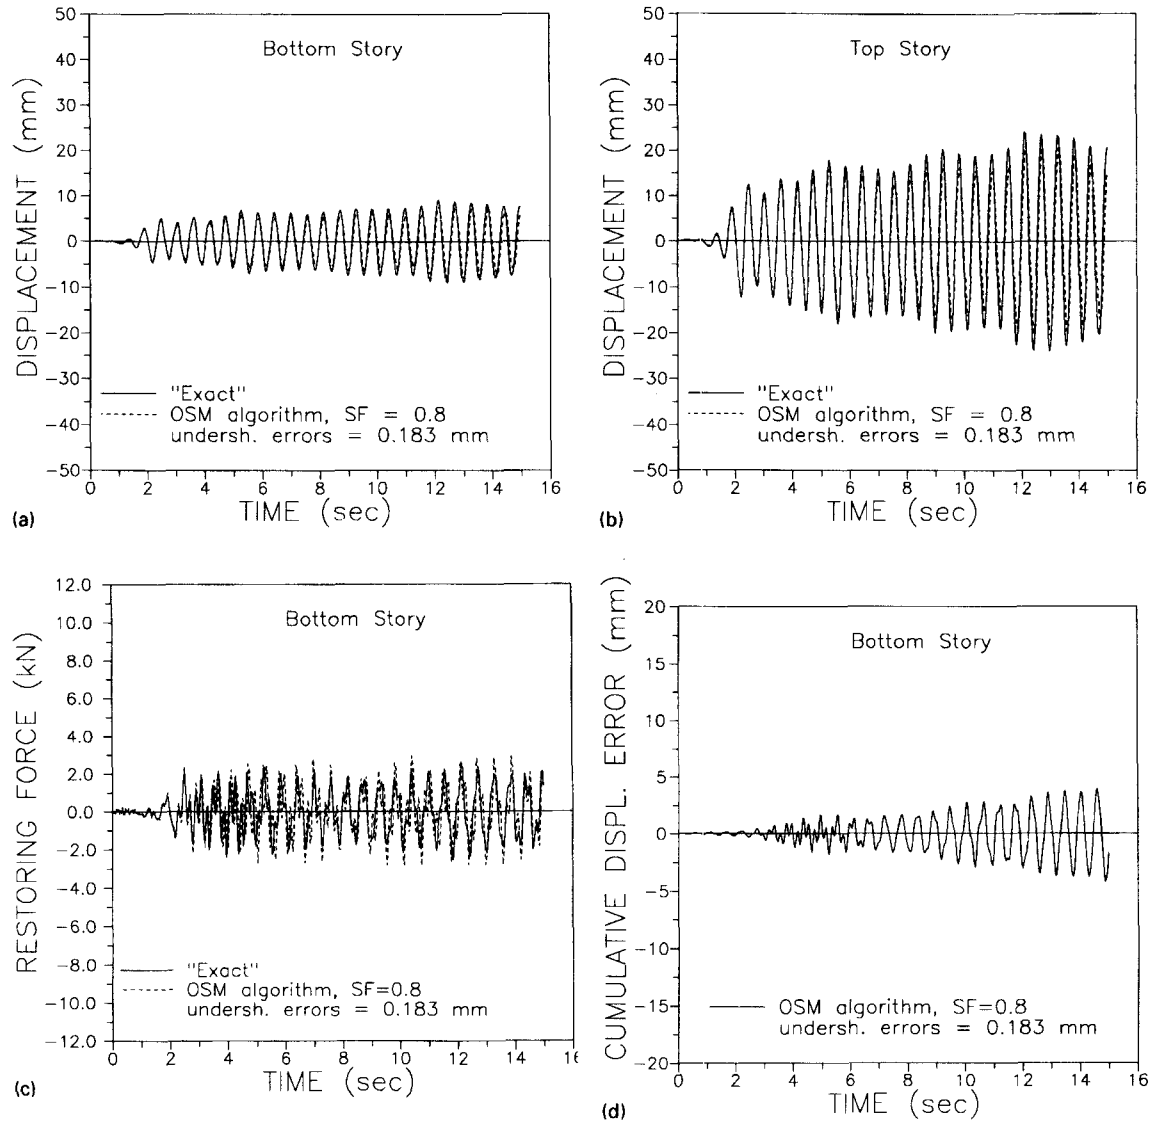 50
40
30
20
10
0
−10
−20
−30
−40
−50
DISPLACEMENT (mm)
Bottom Story
"Exact"
OSM algorithm, SF = 0.8
undersh. errors = 0.183 mm
0 2 4 6 8 10 12 14 16
TIME (sec)
(a)
50
40
30
20
10
0
−10
−20
−30
−40
−50
DISPLACEMENT (mm)
Top Story
"Exact"
OSM algorithm, SF = 0.8
undersh. errors = 0.183 mm
0 2 4 6 8 10 12 14 16
TIME (sec)
(b)
12.0
10.0
8.0
6.0
4.0
2.0
0.0
−2.0
−4.0
−6.0
−8.0
−10.0
−12.0
RESTORING FORCE (kN)
Bottom Story
"Exact"
OSM algorithm, SF=0.8
undersh. errors = 0.183 mm
0 2 4 6 8 10 12 14 16
TIME (sec)
(c)
20
15
10
5
0
−5
−10
−15
−20
CUMULATIVE DISPL. ERROR (mm)
Bottom Story
OSM algorithm, SF=0.8
undersh. errors = 0.183 mm
0 2 4 6 8 10 12 14 16
TIME (sec)
(d)